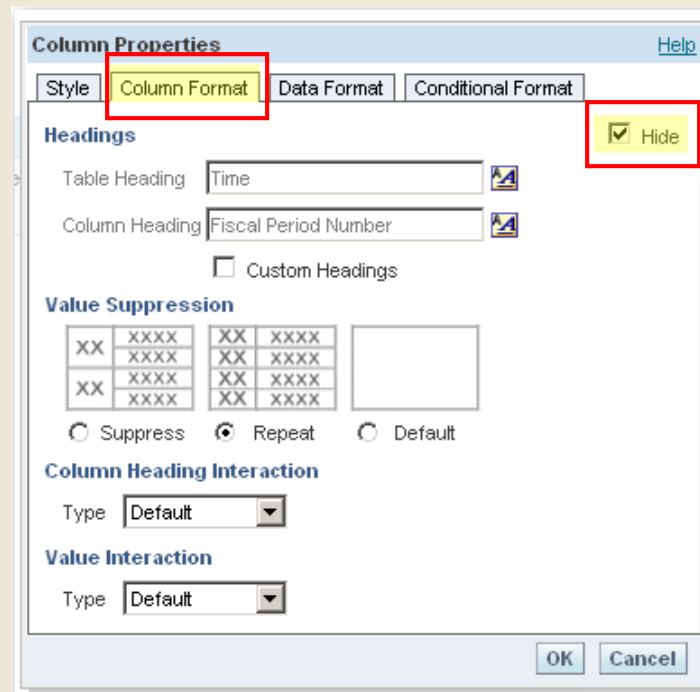 Column Properties Help
Style Column Format Data Format Conditional Format
Headings Hide
Table Heading Time
Column Heading Fiscal Period Number
Custom Headings
Value Suppression
XX XXXX XX XXXX
XXXX XX XXXX
XX XXXX XX XXXX
XXXX XX XXXX
Suppress Repeat Default
Column Heading Interaction
Type Default
Value Interaction
Type Default
OK Cancel